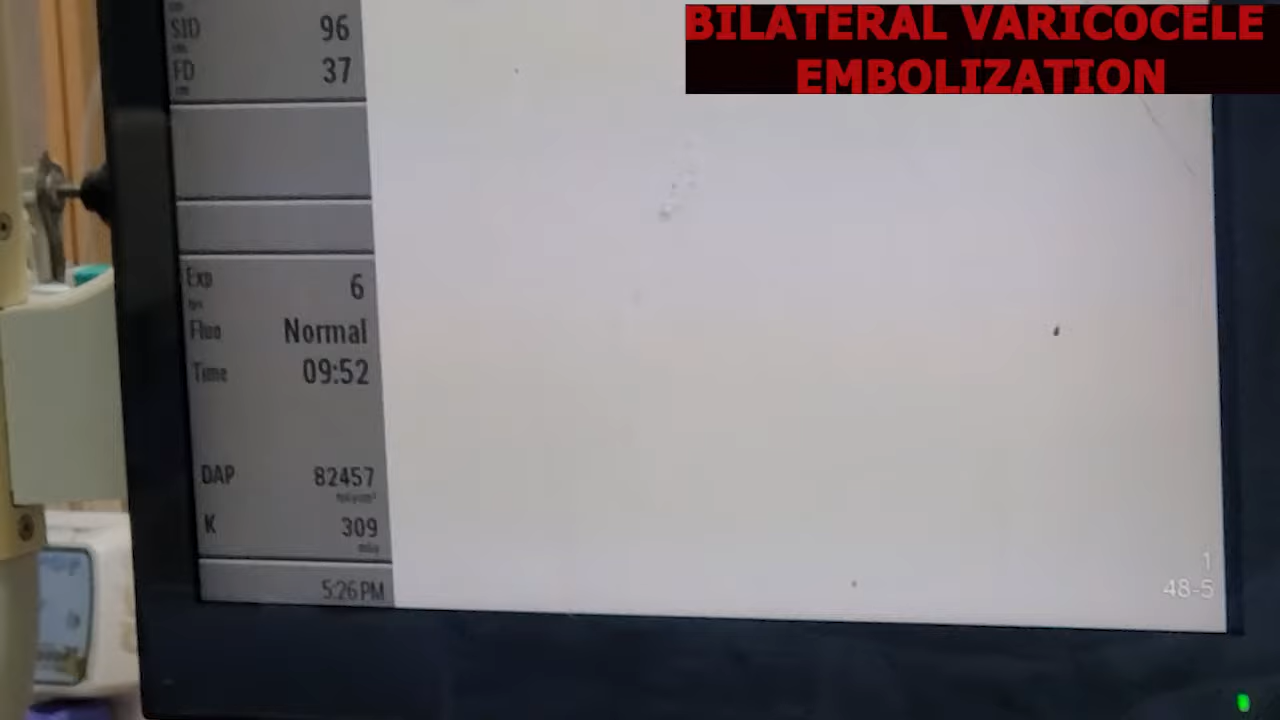 BILATERAL VARICOCELE
EMBOLIZATION
SID 96
FD 37
Exp 6
Fluo Normal
Time 09:52
DAP 82457
K 309
5:26 PM
1
48-5